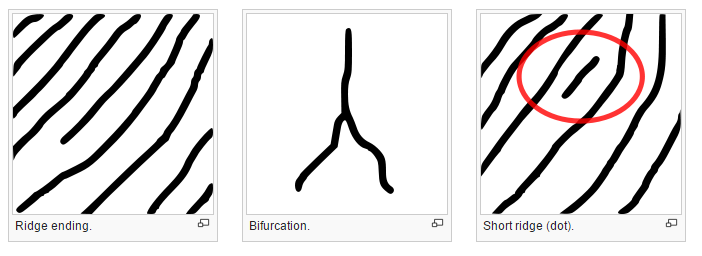 Ridge ending.
Bifurcation.
Short ridge (dot).